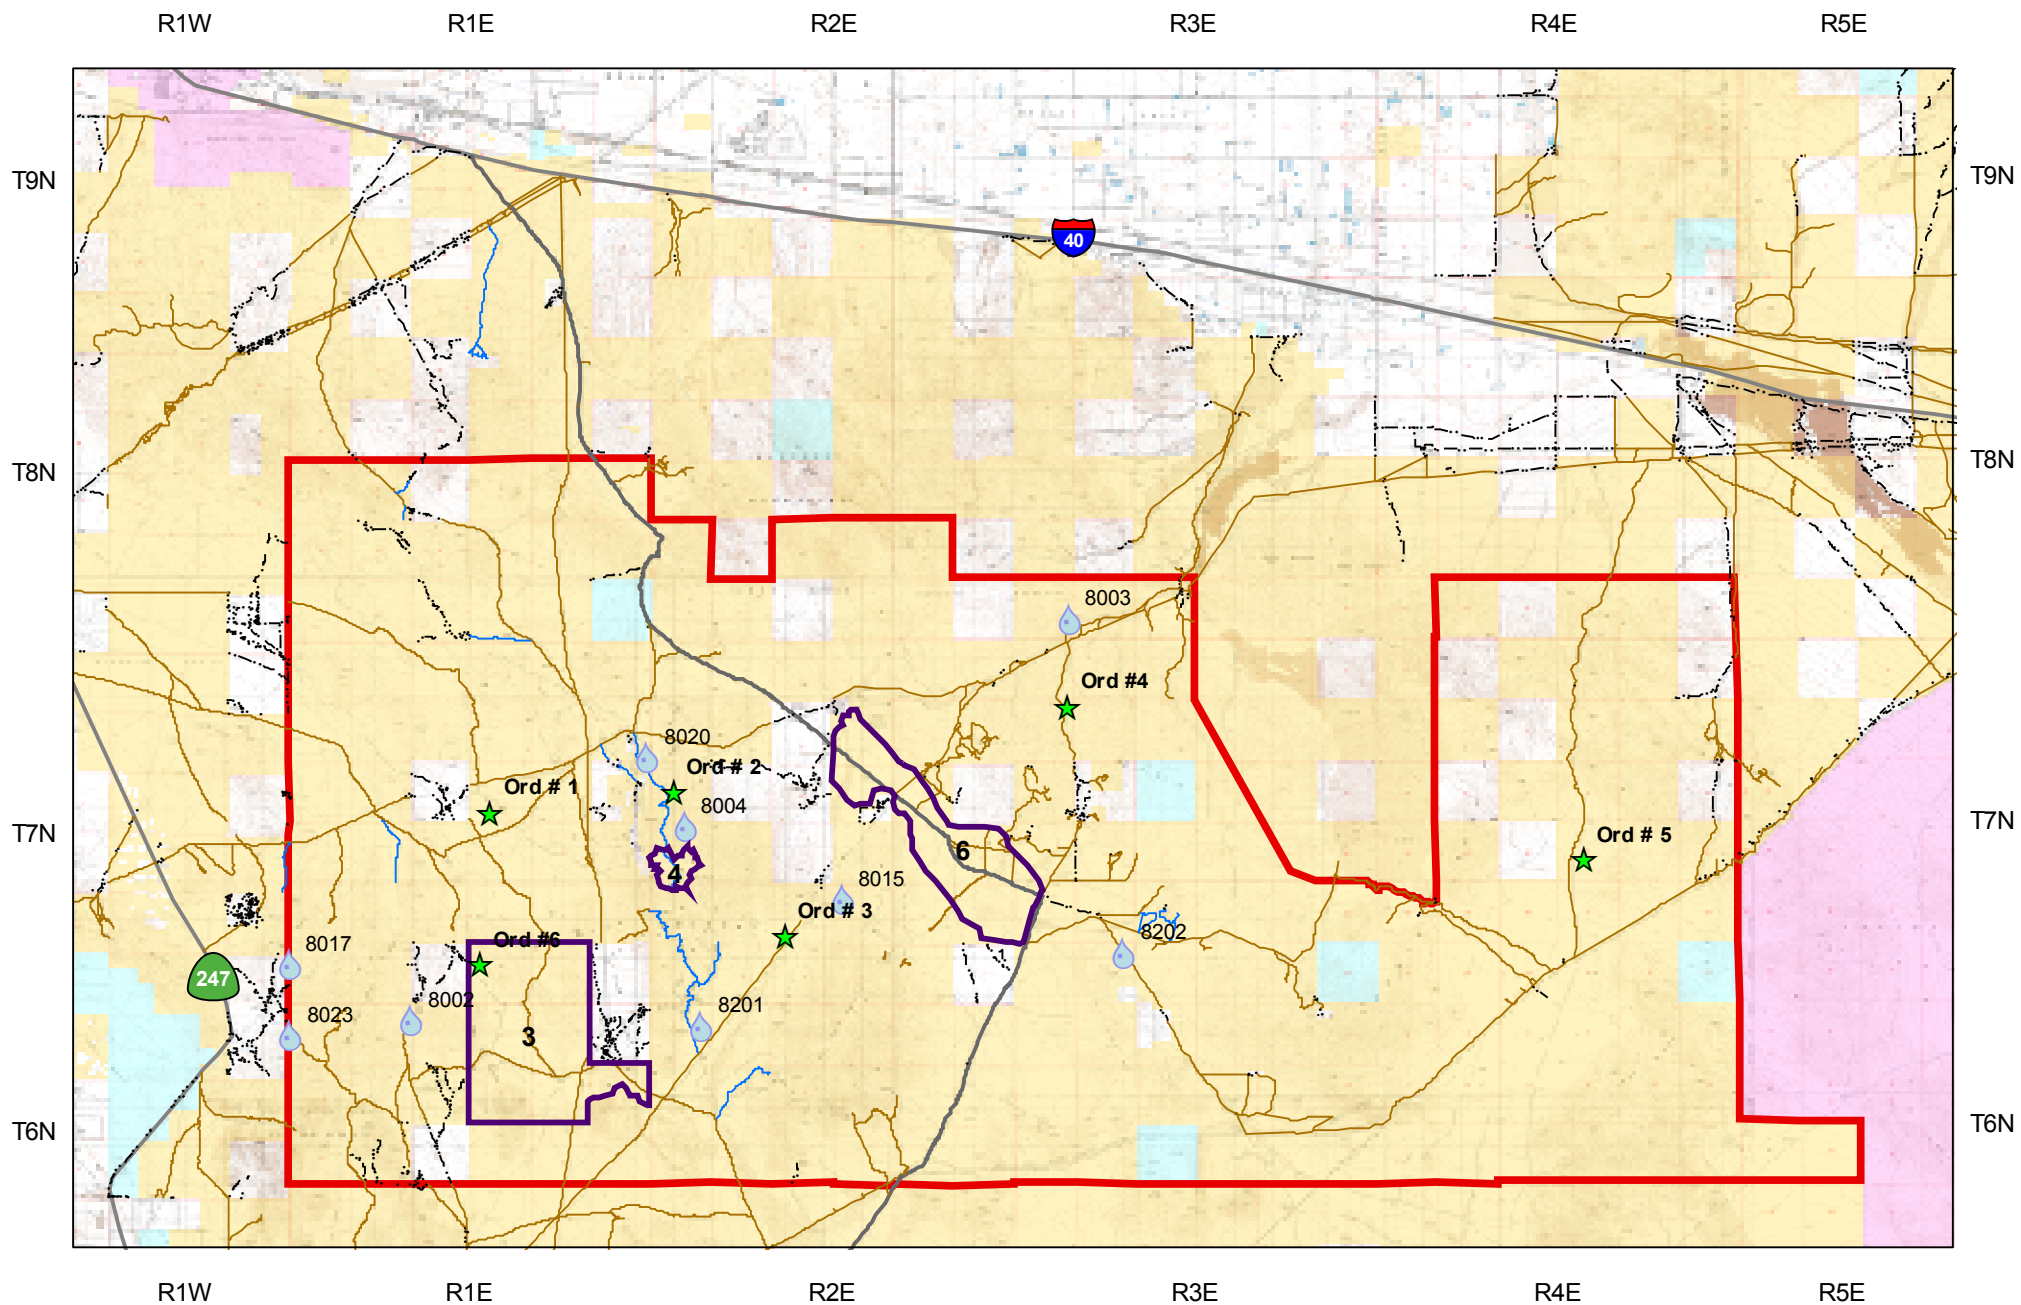 R1W R1E R2E R3E R4E R5E
T9N T9N
40
T8N T8N
8003
Ord #4
8020
Ord # 2
Ord # 1
8004
T7N T7N
Ord # 5
6
4
8015
Ord # 3
8202
Ord #6
8017
247
8002
8201
8023
3
T6N T6N
R1W R1E R2E R3E R4E R5E